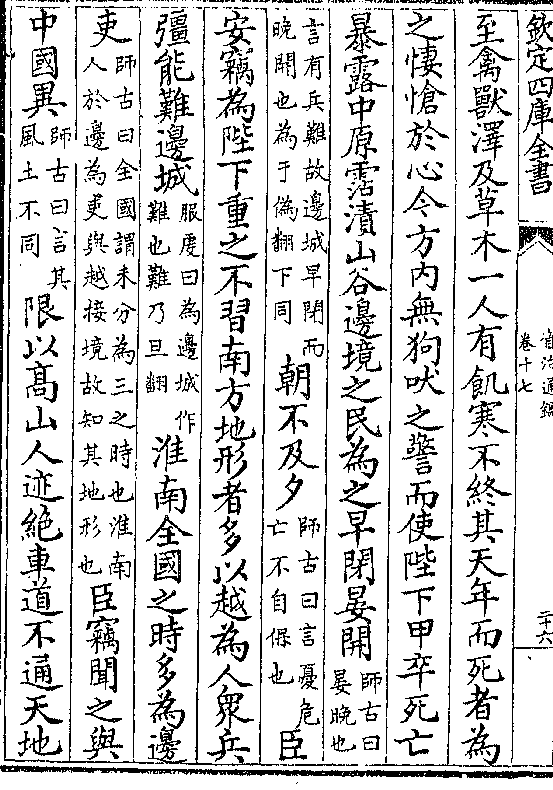 欽定四庫全書
卷十七
二十六
至禽獸澤及草木一人有飢寒不終其天年而死者為
之悽愴於心今方内無狗吠之警而使陛下甲卒死亡
暴露中原霑漬山谷邊境之民為之早閉晏開師古曰晏晚也
言有兵難故邊城早閉而晚開也為于偽翻下同朝不及夕師古曰言憂危亡不自保也臣
安竊為陛下重之不習南方地形者多以越為人眾兵
彊能難邊城服虔曰為邊城作難也難乃旦翻淮南全國之時多為邊
吏師古曰全國謂未分為三之時也淮南人於邊為吏與越接境故知其地形也臣竊聞之與
中國異師古曰言其風土不同限以髙山人迹絶車道不通天地